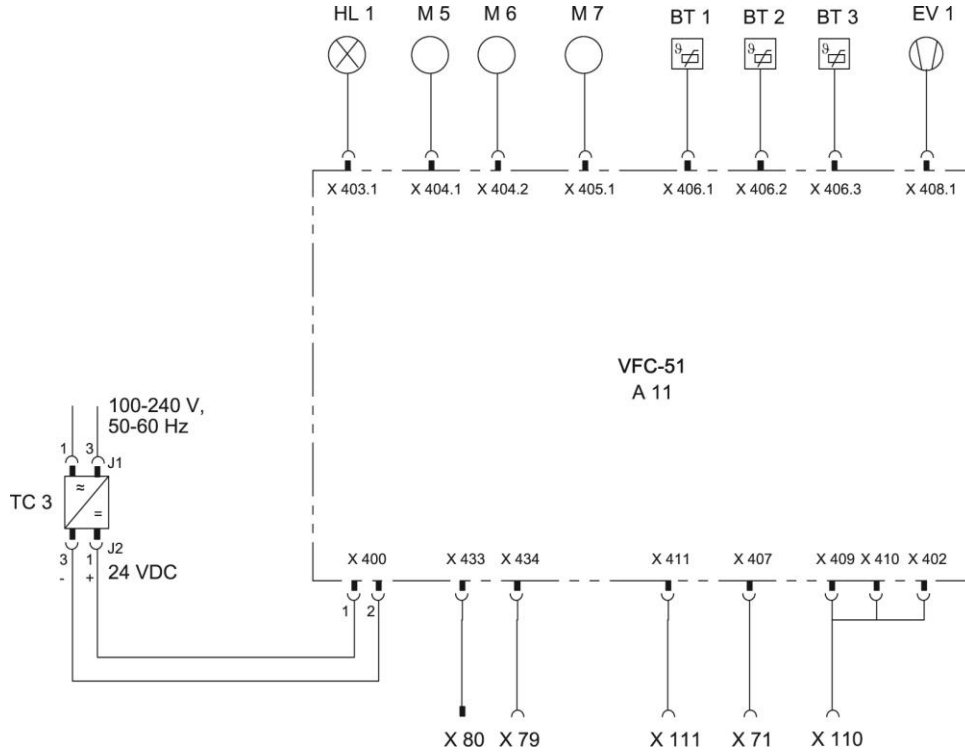 HL 1 M 5 M 6 M 7 BT 1 BT 2 BT 3 EV 1
ϑ ϑ ϑ
X 403.1 X 404.1 X 404.2 X 405.1 X 406.1 X 406.2 X 406.3 X 408.1
VFC-51
A 11
100-240 V,
50-60 Hz
1 3 J1
TC 3
≈
=
J2
3 1 24 VDC
- +
X 400 X 433 X 434 X 411 X 407 X 409 X 410 X 402
1 2
X 80 X 79 X 111 X 71 X 110